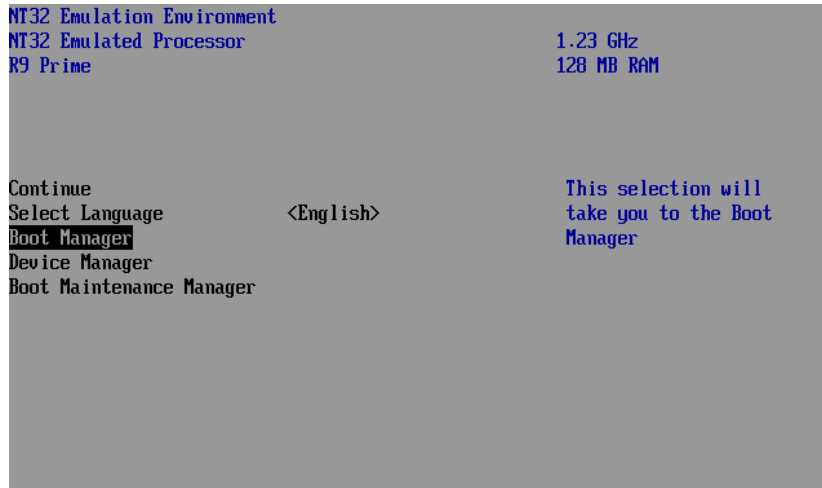 NT32 Emulation Environment
NT32 Emulated Processor 1.23 GHz
R9 Prime 128 MB RAM
Continue
Select Language <English>
Boot Manager
Device Manager
Boot Maintenance Manager
This selection will
take you to the Boot
Manager